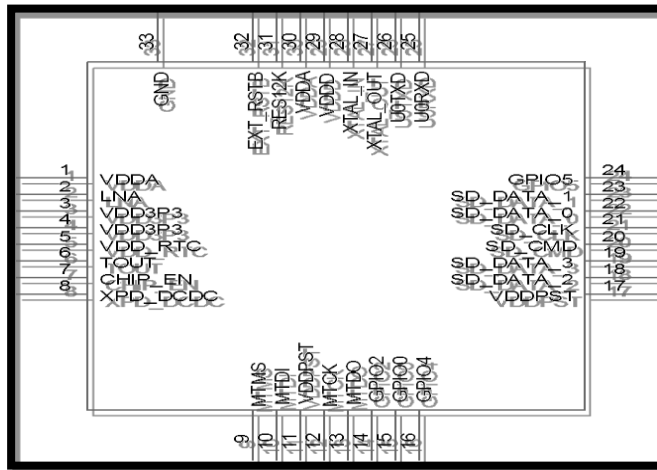 33 32 31 30 29 28 27 26 25
GND EXT_RSTB RES12K VDDA VDDD XTAL_IN XTAL_OUT U0TXD U0RXD
1 VDDA GPIO5 24
2 LNA SD_DATA_1 23
3 VDD3P3 SD_DATA_0 22
4 VDD3P3 SD_CLK 21
5 VDD_RTC SD_CMD 20
6 TOUT SD_DATA_3 19
7 CHIP_EN SD_DATA_2 18
8 XPD_DCDC VDDPST 17
MTMS MTDI VDDPST MTCK MTDO GPIO2 GPIO0 GPIO4
9 10 11 12 13 14 15 16